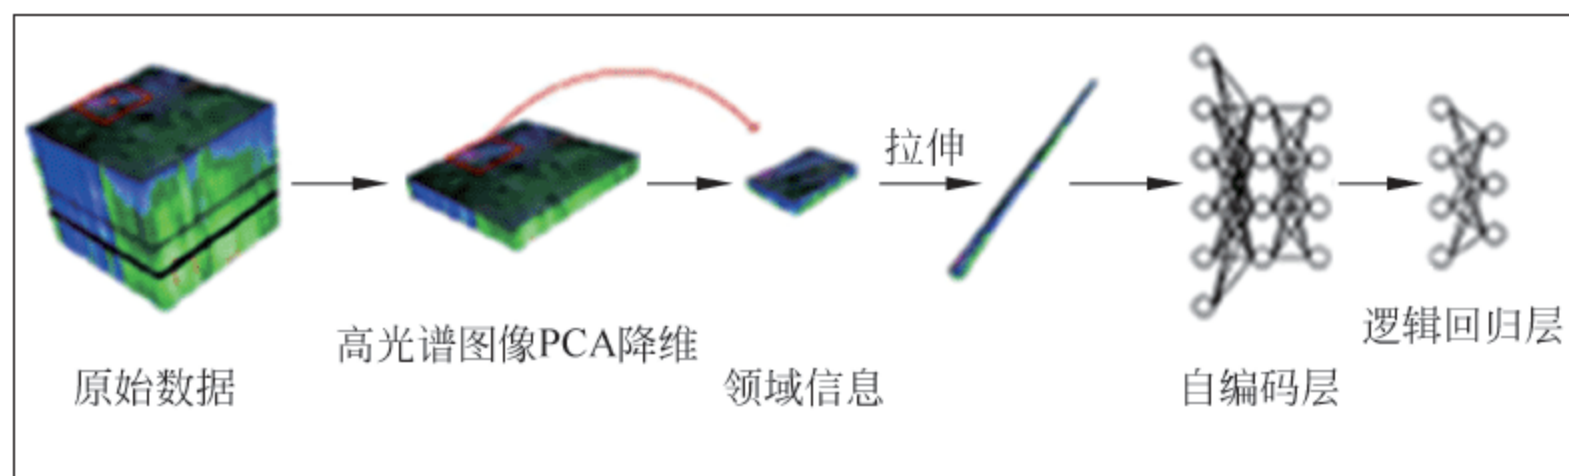 拉伸
高光谱图像PCA降维
逻辑回归层
原始数据
领域信息
自编码层